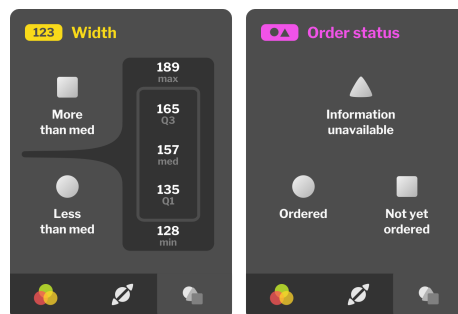 123 Width
189
max
More
than med
165
Q3
157
med
135
Q1
Less
than med
128
min
Order status
Information
unavailable
Ordered
Not yet
ordered